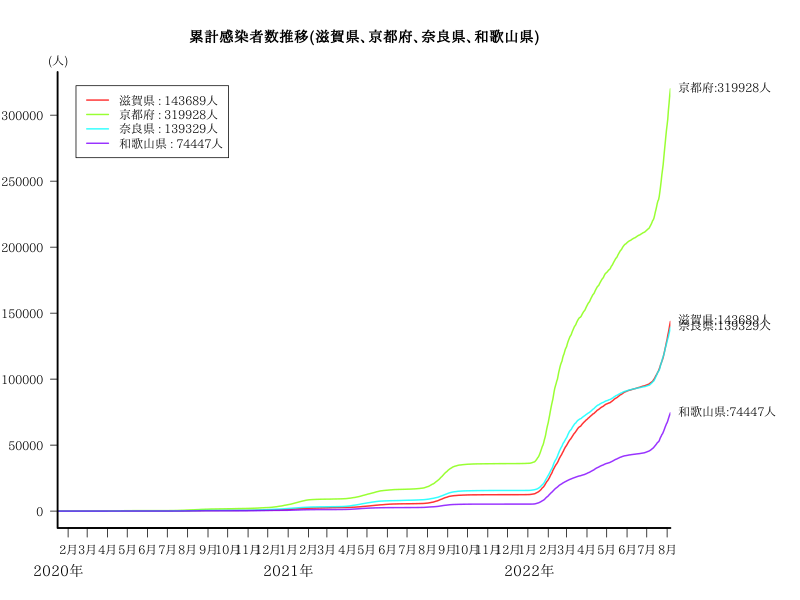 累計感染者数推移(滋賀県、京都府、奈良県、和歌山県)
(人)
滋賀県 : 143689人
京都府 : 319928人
奈良県 : 139329人
和歌山県 : 74447人
京都府:319928人
滋賀県:143689人
奈良県:139329人
和歌山県:74447人
300000
250000
200000
150000
100000
50000
0
2月 3月 4月 5月 6月 7月 8月 9月 10月 11月 12月 1月 2月 3月 4月 5月 6月 7月 8月 9月 10月 11月 12月 1月 2月 3月 4月 5月 6月 7月 8月
2020年 2021年 2022年